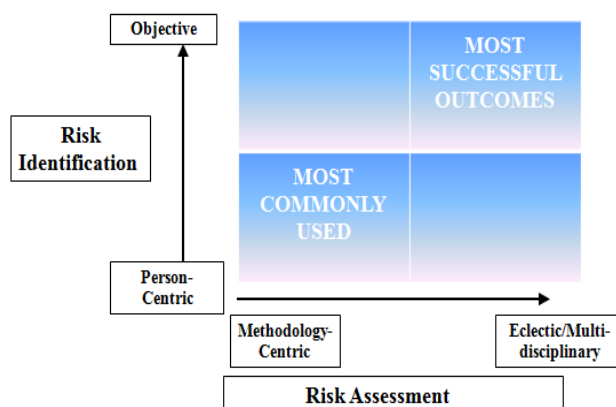 Objective
MOST
SUCCESSFUL
OUTCOMES
Risk
Identification
MOST
COMMONLY
USED
Person-
Centric
Methodology-
Centric
Eclectic/Multi-
disciplinary
Risk Assessment